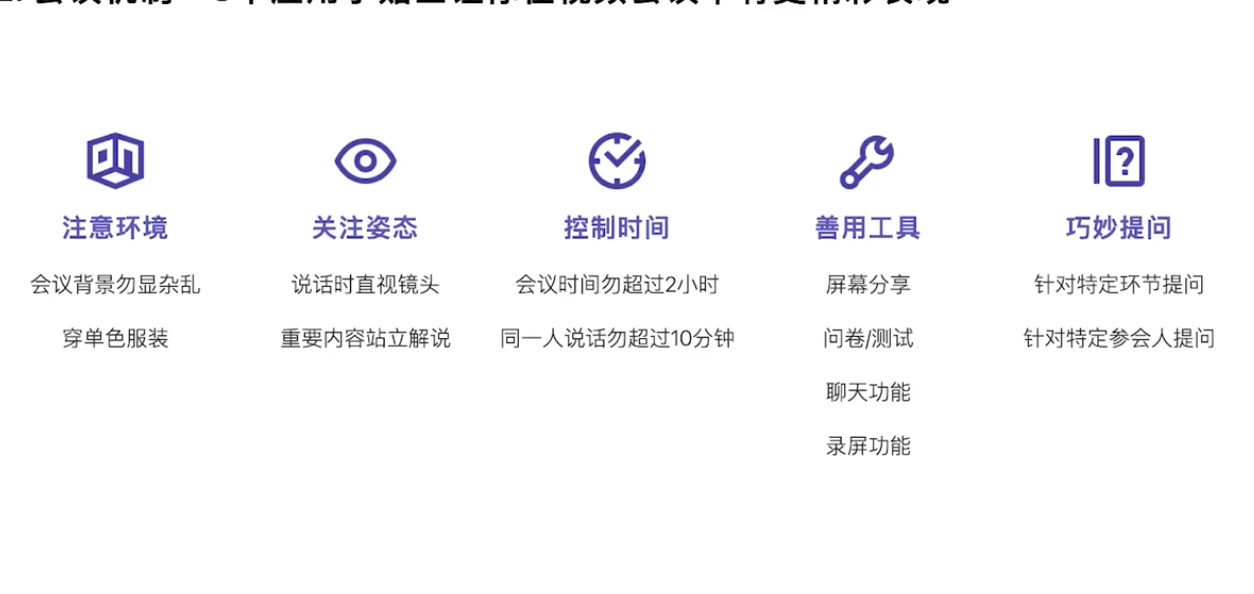 注意环境
会议背景勿显杂乱
穿单色服装
关注姿态
说话时直视镜头
重要内容站立解说
控制时间
会议时间勿超过2小时
同一人说话勿超过10分钟
善用工具
屏幕分享
问卷/测试
聊天功能
录屏功能
巧妙提问
针对特定环节提问
针对特定参会人提问